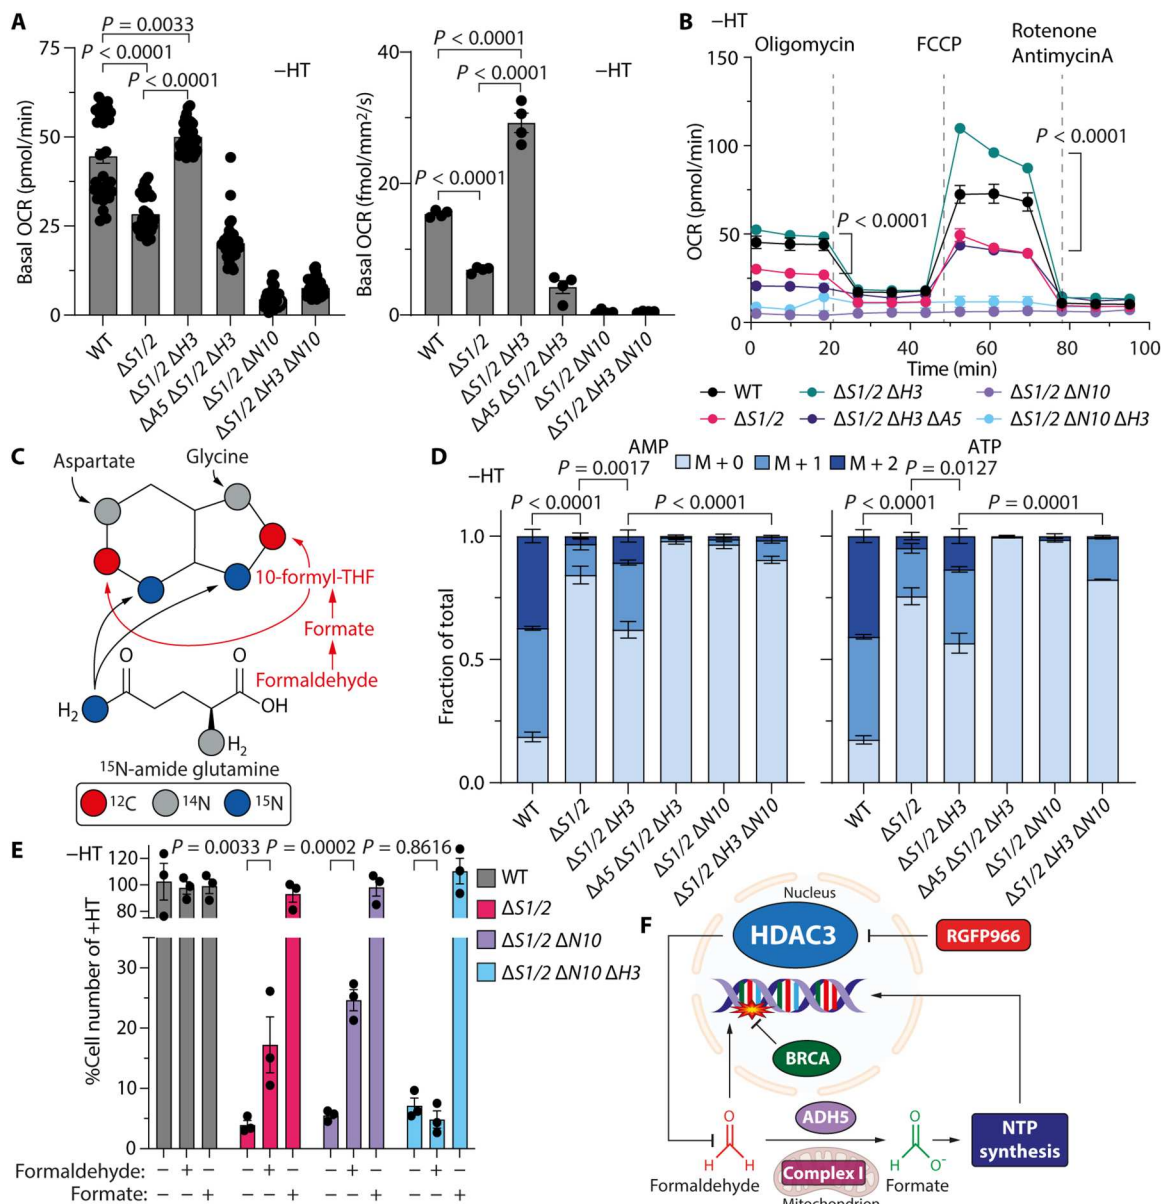 A
P = 0.0033
P < 0.0001
P < 0.0001
–HT
Basal OCR (pmol/min)
75
50
25
0
WT
ΔS1/2
ΔS1/2 ΔH3
ΔA5 ΔS1/2 ΔH3
ΔS1/2 ΔN10
ΔS1/2 ΔH3 ΔN10
P < 0.0001
P < 0.0001
P < 0.0001
–HT
Basal OCR (fmol/mm²/s)
40
20
0
WT
ΔS1/2
ΔS1/2 ΔH3
ΔA5 ΔS1/2 ΔH3
ΔS1/2 ΔN10
ΔS1/2 ΔH3 ΔN10
B
–HT
Oligomycin
FCCP
Rotenone
AntimycinA
OCR (pmol/min)
150
100
50
0
P < 0.0001
P < 0.0001
0 20 40 60 80 100
Time (min)
WT
ΔS1/2 ΔH3
ΔS1/2 ΔN10
ΔS1/2
ΔS1/2 ΔH3 ΔA5
ΔS1/2 ΔN10 ΔH3
C
Aspartate
Glycine
10-formyl-THF
Formate
Formaldehyde
O
O
H₂
OH
H₂
¹⁵N-amide glutamine
¹²C ¹⁴N ¹⁵N
D
–HT
AMP
ATP
M + 0 M + 1 M + 2
P = 0.0017
P < 0.0001
P < 0.0001
P = 0.0127
P < 0.0001
P = 0.0001
Fraction of total
1.0
0.5
0.0
WT
ΔS1/2
ΔS1/2 ΔH3
ΔA5 ΔS1/2 ΔH3
ΔS1/2 ΔN10
ΔS1/2 ΔH3 ΔN10
WT
ΔS1/2
ΔS1/2 ΔH3
ΔA5 ΔS1/2 ΔH3
ΔS1/2 ΔN10
ΔS1/2 ΔH3 ΔN10
E
–HT
P = 0.0033 P = 0.0002 P = 0.8616
%Cell number of +HT
120
100
80
30
20
10
0
WT
ΔS1/2
ΔS1/2 ΔN10
ΔS1/2 ΔN10 ΔH3
Formaldehyde: – + – – + – – + – – + –
Formate: – – + – – + – – + – – +
F
Nucleus
HDAC3
RGFP966
BRCA
ADH5
O
H H
Complex I
O
H O⁻
NTP
synthesis
Formaldehyde
Formate
Mitochondrion